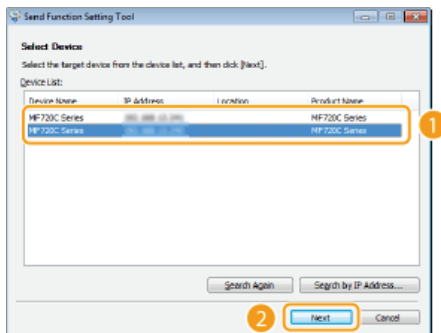 Send Function Setting Tool
Select Device
Select the target device from the device list, and then click [Next].
Device List:
Device Name IP Address Location Product Name
MF720C Series MF720C Series
MF720C Series MF720C Series
1
Search Again Search by IP Address...
2 Next Cancel